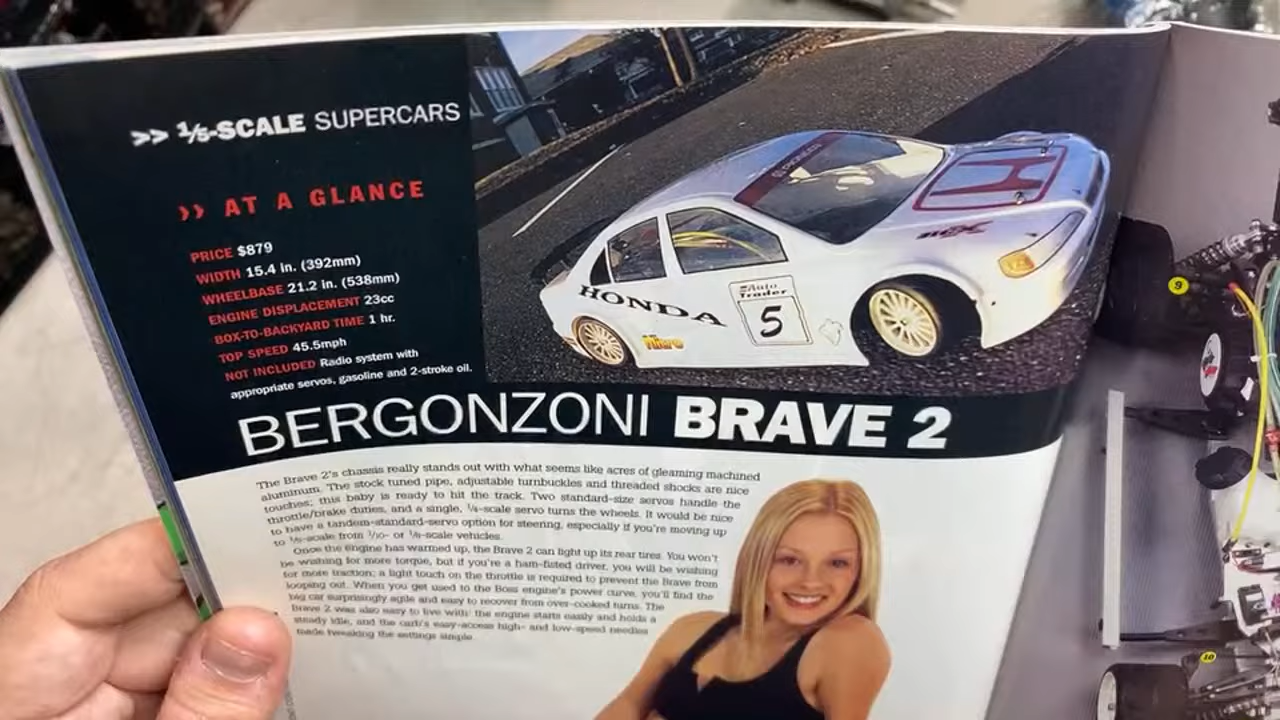 >> 1/5-SCALE SUPERCARS
>> AT A GLANCE
PRICE $879
WIDTH 15.4 in. (392mm)
WHEELBASE 21.2 in. (538mm)
ENGINE DISPLACEMENT 23cc
BOX-TO-BACKYARD TIME 1 hr.
TOP SPEED 45.5mph
NOT INCLUDED Radio system with
appropriate servos, gasoline and 2-stroke oil.
PIONEER
HONDA
Auto
Trader
5
Nitro
9
BERGONZONI BRAVE 2
The Brave 2's chassis really stands out with what seems like acres of gleaming machined
aluminum. The stock tuned pipe, adjustable turnbuckles and threaded shocks are nice
touches; this baby is ready to hit the track. Two standard-size servos handle the
throttle/brake duties, and a single, 1/4-scale servo turns the wheels. It would be nice
to have a tandem-standard-servo option for steering, especially if you're moving up
to 1/5-scale from 1/10- or 1/8-scale vehicles.
Once the engine has warmed up, the Brave 2 can light up its rear tires. You won't
be wishing for more torque, but if you're a ham-fisted driver, you will be wishing
for more traction; a light touch on the throttle is required to prevent the Brave from
looping out. When you get used to the Boss engine's power curve, you'll find the
big car surprisingly agile and easy to recover from over-cooked turns. The
Brave 2 was also easy to live with: the engine starts easily and holds a
steady idle, and the carb's easy-access high- and low-speed needles
made tweaking the settings simple.
10